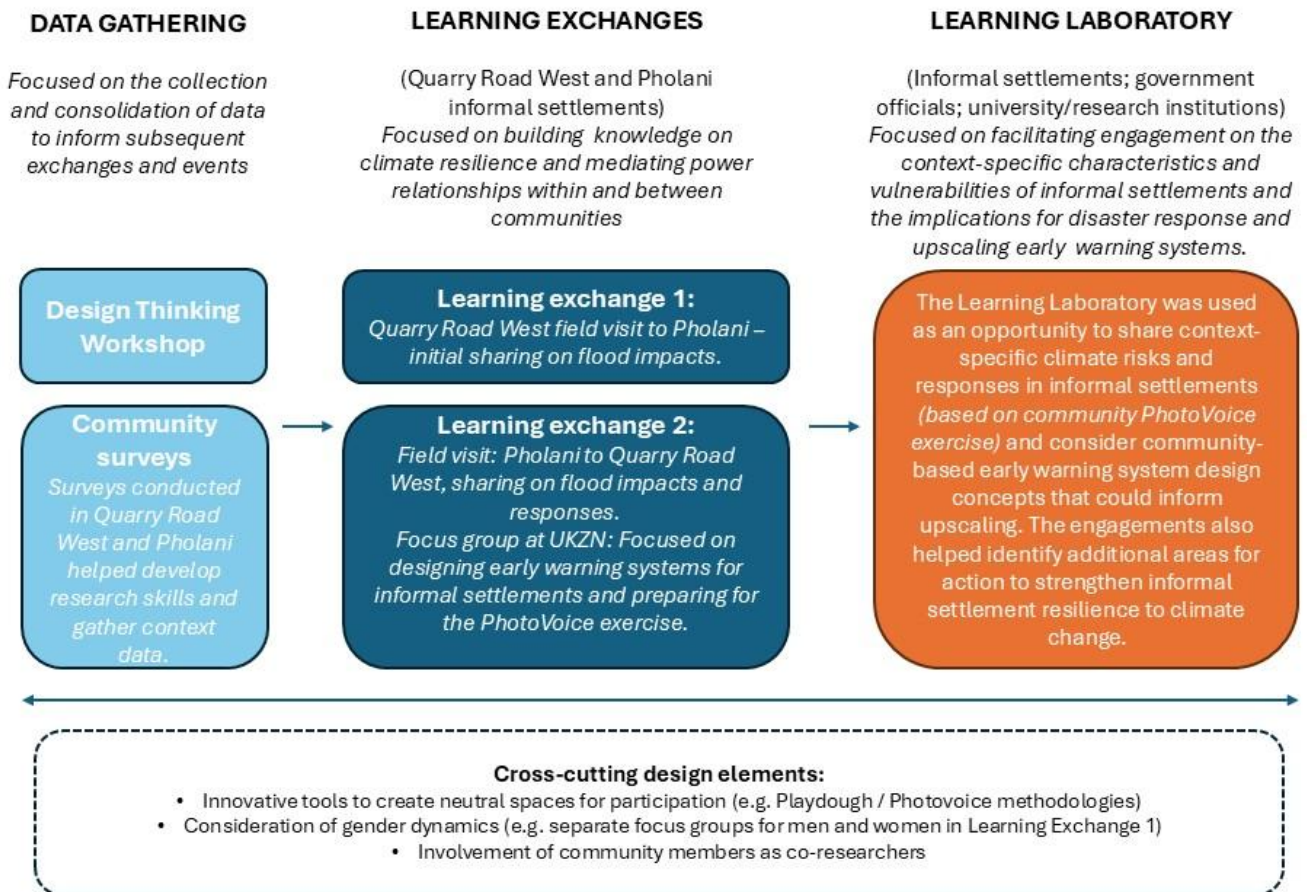 DATA GATHERING
Focused on the collection
and consolidation of data
to inform subsequent
exchanges and events
LEARNING EXCHANGES
(Quarry Road West and Pholani
informal settlements)
Focused on building knowledge on
climate resilience and mediating power
relationships within and between
communities
LEARNING LABORATORY
(Informal settlements; government
officials; university/research institutions)
Focused on facilitating engagement on the
context-specific characteristics and
vulnerabilities of informal settlements and
the implications for disaster response and
upscaling early warning systems.
Design Thinking
Workshop
Community
surveys
Surveys conducted
in Quarry Road
West and Pholani
helped develop
research skills and
gather context
data.
Learning exchange 1:
Quarry Road West field visit to Pholani –
initial sharing on flood impacts.
Learning exchange 2:
Field visit: Pholani to Quarry Road
West, sharing on flood impacts and
responses.
Focus group at UKZN: Focused on
designing early warning systems for
informal settlements and preparing for
the PhotoVoice exercise.
The Learning Laboratory was used
as an opportunity to share context-
specific climate risks and
responses in informal settlements
(based on community PhotoVoice
exercise) and consider community-
based early warning system design
concepts that could inform
upscaling. The engagements also
helped identify additional areas for
action to strengthen informal
settlement resilience to climate
change.
Cross-cutting design elements:
• Innovative tools to create neutral spaces for participation (e.g. Playdough / Photovoice methodologies)
• Consideration of gender dynamics (e.g. separate focus groups for men and women in Learning Exchange 1)
• Involvement of community members as co-researchers